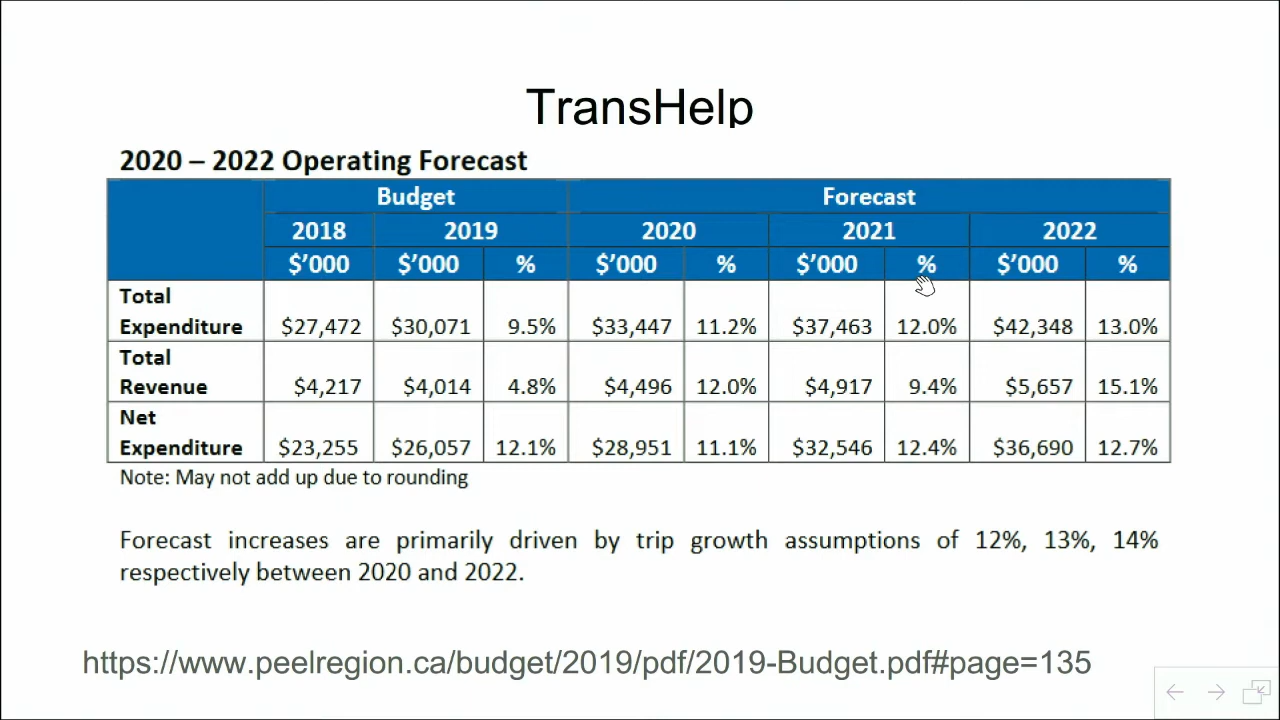 TransHelp
2020 – 2022 Operating Forecast
Budget Forecast
2018 2019 2020 2021 2022
$’000 $’000 % $’000 % $’000 % $’000 %
Total
Expenditure $27,472 $30,071 9.5% $33,447 11.2% $37,463 12.0% $42,348 13.0%
Total
Revenue $4,217 $4,014 4.8% $4,496 12.0% $4,917 9.4% $5,657 15.1%
Net
Expenditure $23,255 $26,057 12.1% $28,951 11.1% $32,546 12.4% $36,690 12.7%
Note: May not add up due to rounding
Forecast increases are primarily driven by trip growth assumptions of 12%, 13%, 14%
respectively between 2020 and 2022.
https://www.peelregion.ca/budget/2019/pdf/2019-Budget.pdf#page=135